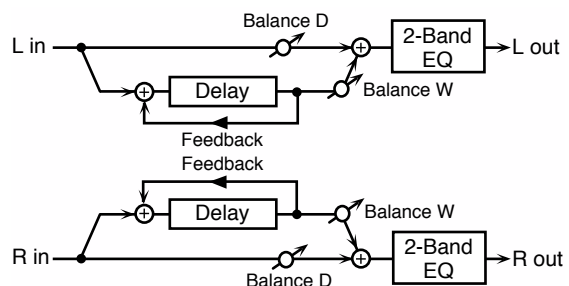 Balance D
L in
2-Band
EQ
L out
Delay
Balance W
Feedback
Feedback
Delay
Balance W
R in
2-Band
EQ
R out
Balance D